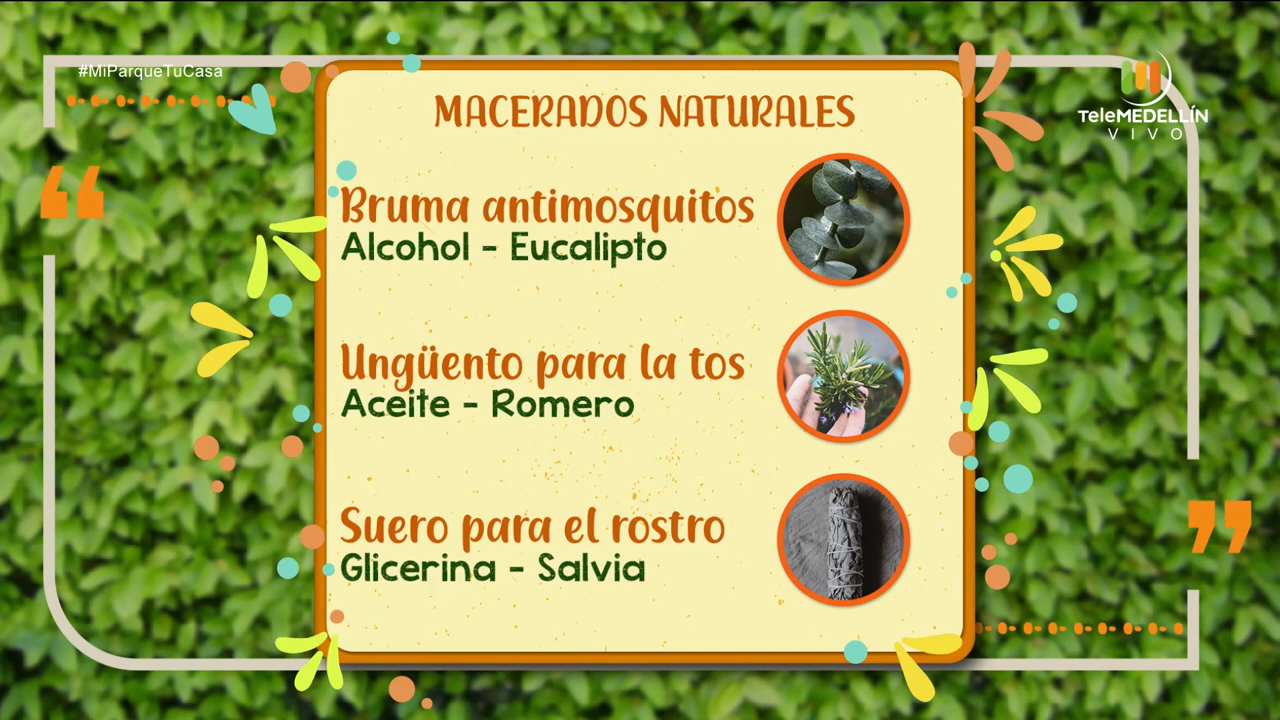 #MiParqueTuCasa
TeleMEDELLÍN
VIVO
MACERADOS NATURALES
Bruma antimosquitos
Alcohol - Eucalipto
Ungüento para la tos
Aceite - Romero
Suero para el rostro
Glicerina - Salvia